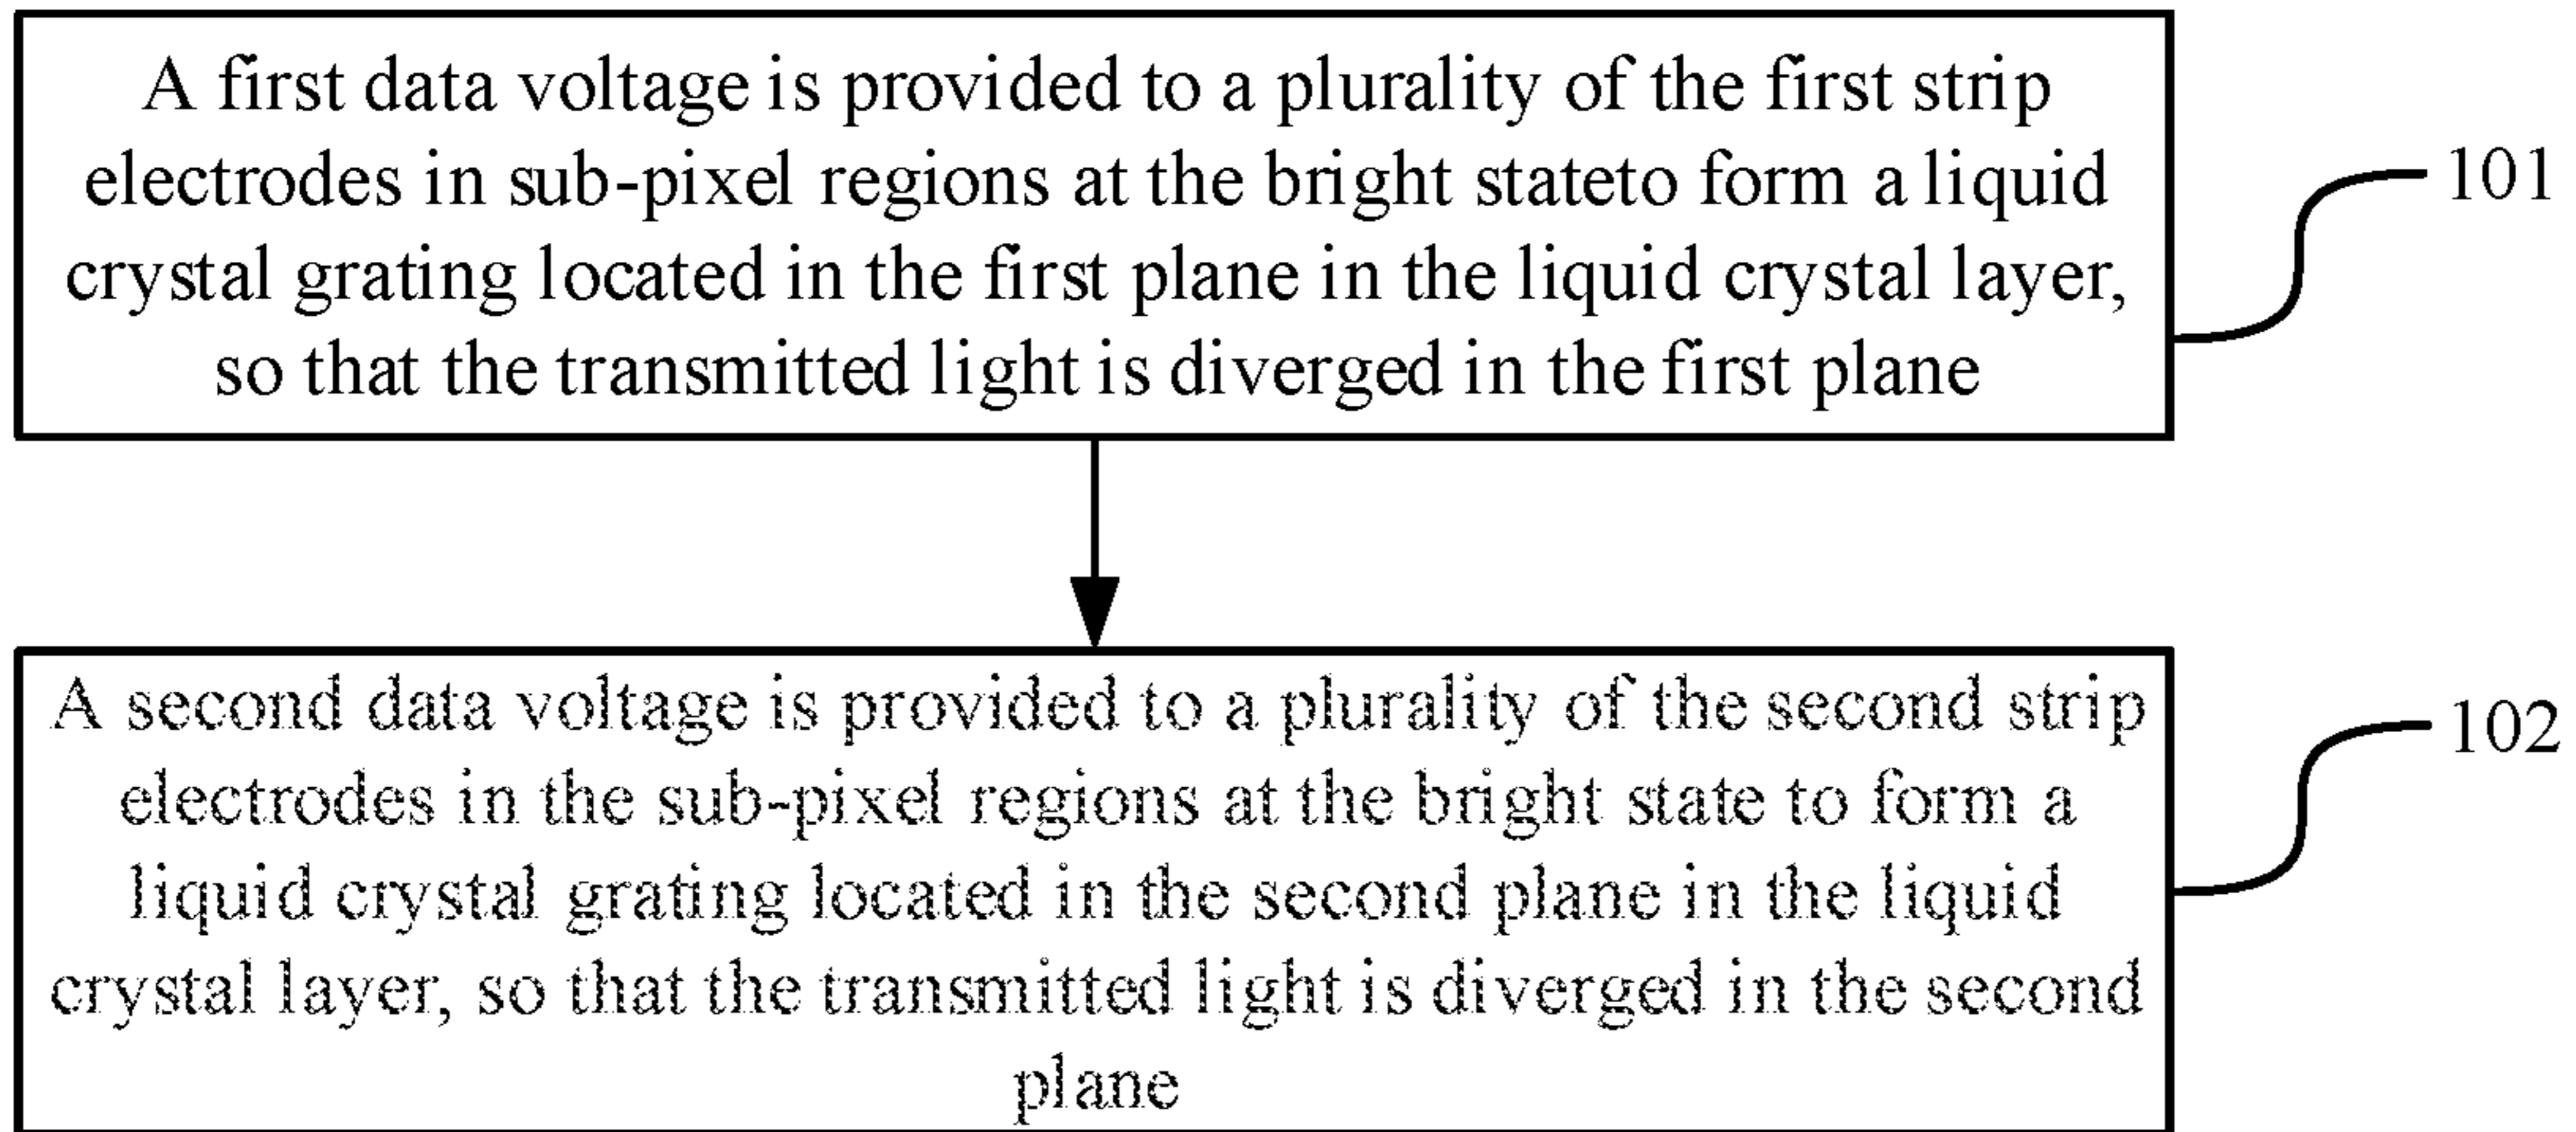 A first data voltage is provided to a plurality of the first strip
electrodes in sub-pixel regions at the bright stateto form a liquid
crystal grating located in the first plane in the liquid crystal layer,
so that the transmitted light is diverged in the first plane
101
A second data voltage is provided to a plurality of the second strip
electrodes in the sub-pixel regions at the bright state to form a
liquid crystal grating located in the second plane in the liquid
crystal layer, so that the transmitted light is diverged in the second
plane
102